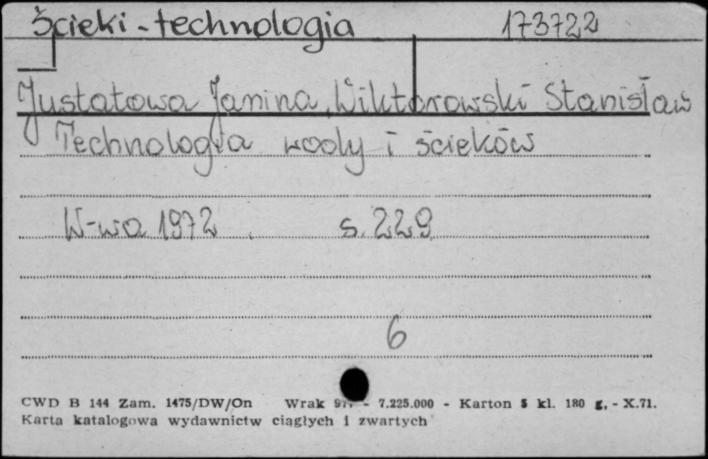 Ścieki - technologia 173722
Justatowa Janina, Wiktorowski Stanisław
Technologia wody i ścieków
W-wa 1972 s. 229
6
CWD B 144 Zam. 1475/DW/On Wrak - 7.225.000 - Karton 5 kl. 180 g. - X.71.
Karta katalogowa wydawnictw ciągłych i zwartych